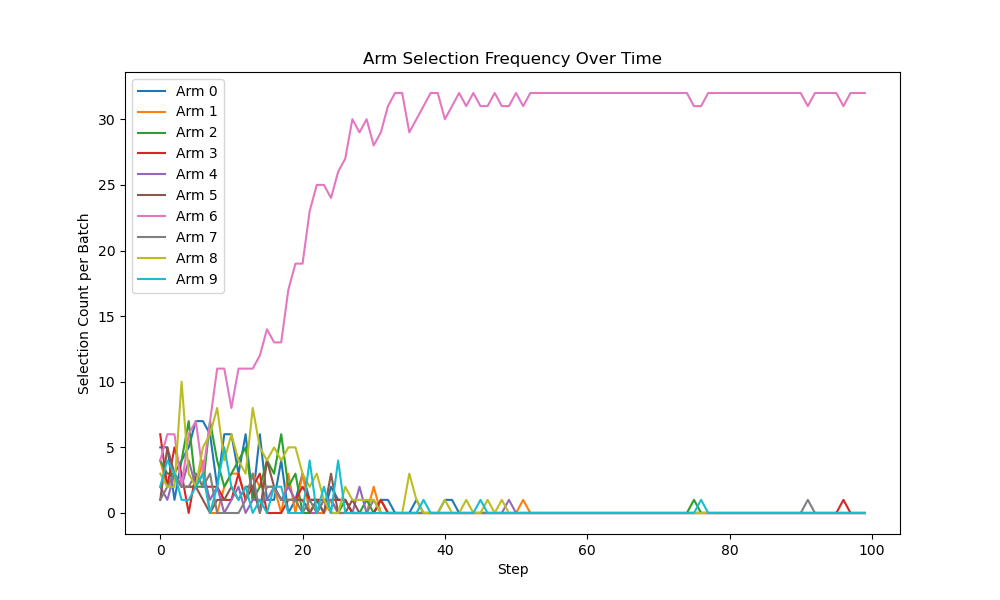 Arm Selection Frequency Over Time
Arm 0
Arm 1
Arm 2
Arm 3
Arm 4
Arm 5
Arm 6
Arm 7
Arm 8
Arm 9
Selection Count per Batch
30
25
20
15
10
5
0
0 20 40 60 80 100
Step